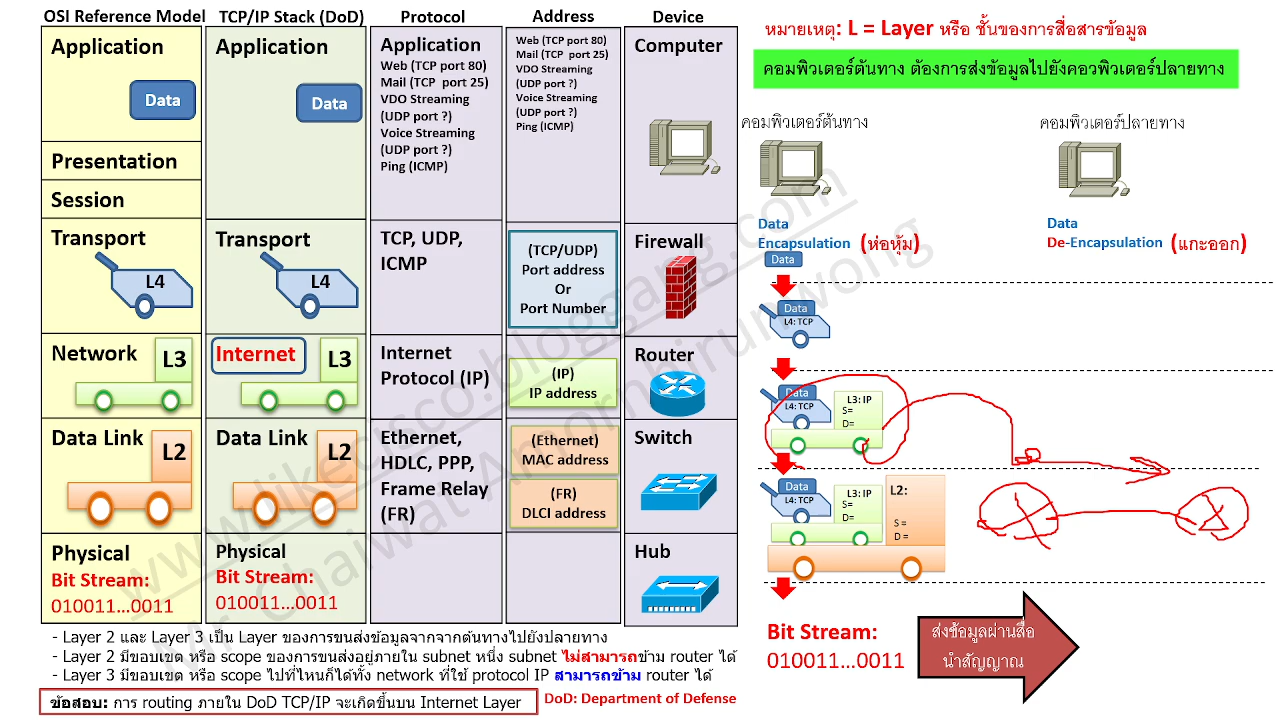 OSI Reference Model
TCP/IP Stack (DoD)
Protocol
Address
Device
Application
Data
Presentation
Session
Transport
L4
Network
L3
Data Link
L2
Physical
Bit Stream:
010011...0011
Application
Data
Transport
L4
Internet
L3
Data Link
L2
Physical
Bit Stream:
010011...0011
Application
Web (TCP port 80)
Mail (TCP port 25)
VDO Streaming
(UDP port ?)
Voice Streaming
(UDP port ?)
Ping (ICMP)
TCP, UDP,
ICMP
Internet
Protocol (IP)
Ethernet,
HDLC, PPP,
Frame Relay
(FR)
Web (TCP port 80)
Mail (TCP port 25)
VDO Streaming
(UDP port ?)
Voice Streaming
(UDP port ?)
Ping (ICMP)
(TCP/UDP)
Port address
Or
Port Number
(IP)
IP address
(Ethernet)
MAC address
(FR)
DLCI address
Computer
Firewall
Router
Switch
Hub
- Layer 2 และ Layer 3 เป็น Layer ของการขนส่งข้อมูลจากจากต้นทางไปยังปลายทาง
- Layer 2 มีขอบเขต หรือ scope ของการขนส่งอยู่ภายใน subnet หนึ่ง subnet ไม่สามารถข้าม router ได้
- Layer 3 มีขอบเขต หรือ scope ไปที่ไหนก็ได้ทั้ง network ที่ใช้ protocol IP สามารถข้าม router ได้
ข้อสอบ: การ routing ภายใน DoD TCP/IP จะเกิดขึ้นบน Internet Layer
DoD: Department of Defense
หมายเหตุ: L = Layer หรือ ชั้นของการสื่อสารข้อมูล
คอมพิวเตอร์ต้นทาง ต้องการส่งข้อมูลไปยังคอวพิวเตอร์ปลายทาง
คอมพิวเตอร์ต้นทาง
คอมพิวเตอร์ปลายทาง
Data
Encapsulation (ห่อหุ้ม)
Data
De-Encapsulation (แกะออก)
Data
Data
L4: TCP
Data
L4: TCP
L3: IP
S=
D=
Data
L4: TCP
L3: IP
S=
D=
L2:
S =
D =
Bit Stream:
010011...0011
ส่งข้อมูลผ่านสื่อ
นำสัญญาณ
www.likecisco.bloggang.com
Mr. Chaiwat Amornhirunwong